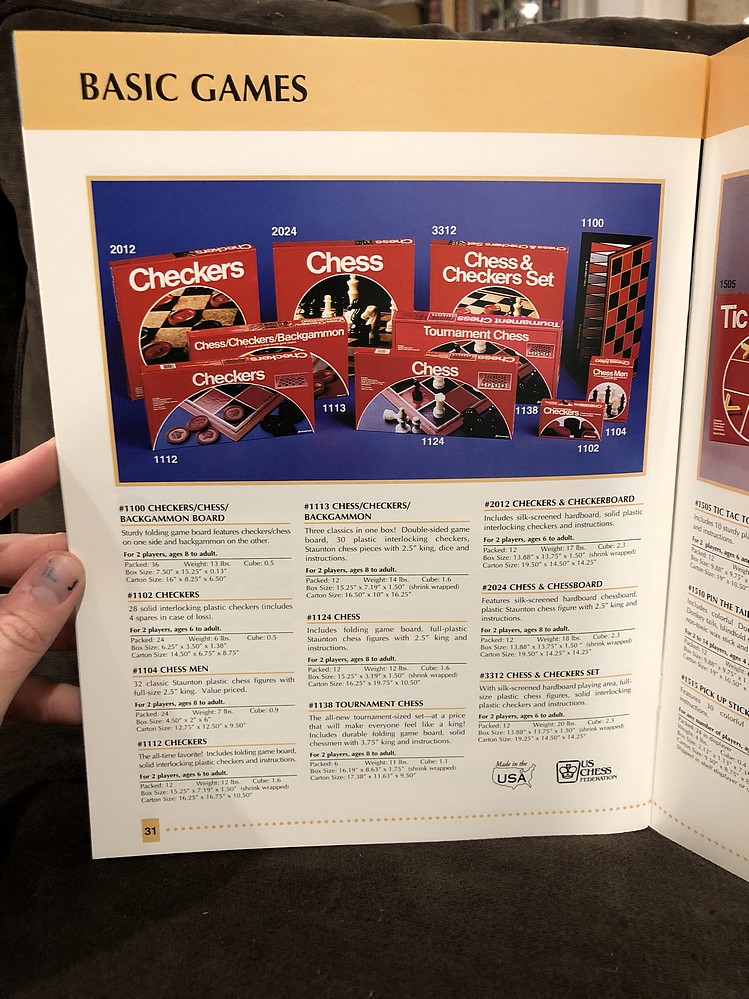 BASIC GAMES
2012
2024
3312
1100
Checkers
Chess
Chess &
Checkers Set
Chess/Checkers/Backgammon
Tournament Chess
Checkers
Chess
Chess Men
Checkers
1113
1138
1104
1124
1102
1112
#1100 CHECKERS/CHESS/
BACKGAMMON BOARD
Sturdy folding game board features checkers/chess
on one side and backgammon on the other.
For 2 players, ages 8 to adult.
Packed: 36 Weight: 13 lbs. Cube: 0.5
Box Size: 7.50" x 15.25" x 0.13"
Carton Size: 16" x 8.25" x 6.50"
#1102 CHECKERS
28 solid interlocking plastic checkers (includes
4 spares in case of loss).
For 2 players, ages 6 to adult.
Packed: 24 Weight: 6 lbs. Cube: 0.5
Box Size: 6.25" x 3.50" x 1.38"
Carton Size: 14.50" x 6.75" x 8.75"
#1104 CHESS MEN
32 classic Staunton plastic chess figures with
full-size 2.5" king. Value priced.
For 2 players, ages 8 to adult.
Packed: 24 Weight: 7 lbs. Cube: 0.9
Box Size: 4.50" x 2" x 6"
Carton Size: 12.75" x 12.50" x 9.50"
#1112 CHECKERS
The all-time favorite! Includes folding game board,
solid interlocking plastic checkers and instructions.
For 2 players, ages 6 to adult.
Packed: 12 Weight: 12 lbs. Cube: 1.6
Box Size: 15.25" x 7.19" x 1.50" (shrink wrapped)
Carton Size: 16.25" x 16.75" x 10.50"
31
#1113 CHESS/CHECKERS/
BACKGAMMON
Three classics in one box! Double-sided game
board, 30 plastic interlocking checkers,
Staunton chess pieces with 2.5" king, dice and
instructions.
For 2 players, ages 8 to adult.
Packed: 12 Weight: 14 lbs. Cube: 1.6
Box Size: 15.25" x 7.19" x 1.50" (shrink wrapped)
Carton Size: 16.50" x 10" x 16.25"
#1124 CHESS
Includes folding game board, full-plastic
Staunton chess figures with 2.5" king and
instructions.
For 2 players, ages 8 to adult.
Packed: 12 Weight: 12 lbs. Cube: 1.6
Box Size: 15.25" x 3.19" x 1.50" (shrink wrapped)
Carton Size: 16.25" x 19.75" x 10.50"
#1138 TOURNAMENT CHESS
The all-new tournament-sized set—at a price
that will make everyone feel like a king!
Includes durable folding game board, solid
chessmen with 3.75" king and instructions.
For 2 players, ages 8 to adult.
Packed: 6 Weight: 11 lbs. Cube: 1.1
Box Size: 16.19" x 8.63" x 1.75" (shrink wrapped)
Carton Size: 17.38" x 11.63" x 9.50"
#2012 CHECKERS & CHECKERBOARD
Includes silk-screened hardboard, solid plastic
interlocking checkers and instructions.
For 2 players, ages 6 to adult.
Packed: 12 Weight: 17 lbs. Cube: 2.3
Box Size: 13.88" x 13.75" x 1.50" (shrink wrapped)
Carton Size: 19.50" x 14.50" x 14.25"
#2024 CHESS & CHESSBOARD
Features silk-screened hardboard chessboard,
plastic Staunton chess figure with 2.5" king and
instructions.
For 2 players, ages 8 to adult.
Packed: 12 Weight: 18 lbs. Cube: 2.3
Box Size: 13.88" x 13.75" x 1.50" (shrink wrapped)
Carton Size: 19.50" x 14.25" x 14.25"
#3312 CHESS & CHECKERS SET
With silk-screened hardboard playing area, full-
size plastic chess figures, solid interlocking
plastic checkers and instructions.
For 2 players, ages 6 to adult.
Packed: 12 Weight: 20 lbs. Cube: 2.3
Box Size: 13.88" x 13.75" x 1.50" (shrink wrapped)
Carton Size: 19.25" x 14.50" x 14.25"
Made in the
USA
US
CHESS
FEDERATION
1505
Tic
#1505 TIC TAC TO
Includes 10 sturdy pla
and instructions.
For 2 players, ages 6 an
#1510 PIN THE TAIL
#1515 PICK UP STICK